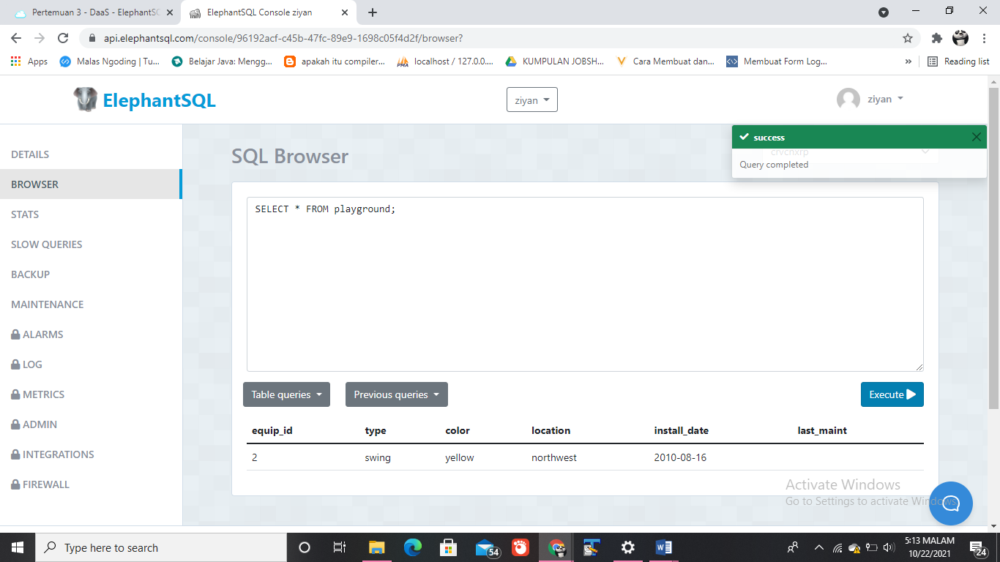 Pertemuan 3 - DaaS - ElephantSQ
ElephantSQL Console ziyan
api.elephantsql.com/console/96192acf-c45b-47fc-89e9-1698c05f4d2f/browser?
Apps
Malas Ngoding | Tu...
Belajar Java: Mengg...
apakah itu compiler...
localhost / 127.0.0....
KUMPULAN JOBSH...
Cara Membuat dan...
Membuat Form Log...
»
Reading list
ElephantSQL
ziyan
ziyan
success
crvcnxrp
Query completed
DETAILS
BROWSER
STATS
SLOW QUERIES
BACKUP
MAINTENANCE
ALARMS
LOG
METRICS
ADMIN
INTEGRATIONS
FIREWALL
SQL Browser
SELECT * FROM playground;
Table queries
Previous queries
Execute
equip_id type color location install_date last_maint
2 swing yellow northwest 2010-08-16
Activate Windows
Go to Settings to activate Windows.
Type here to search
PMA
54
5:13 MALAM
10/22/2021
24